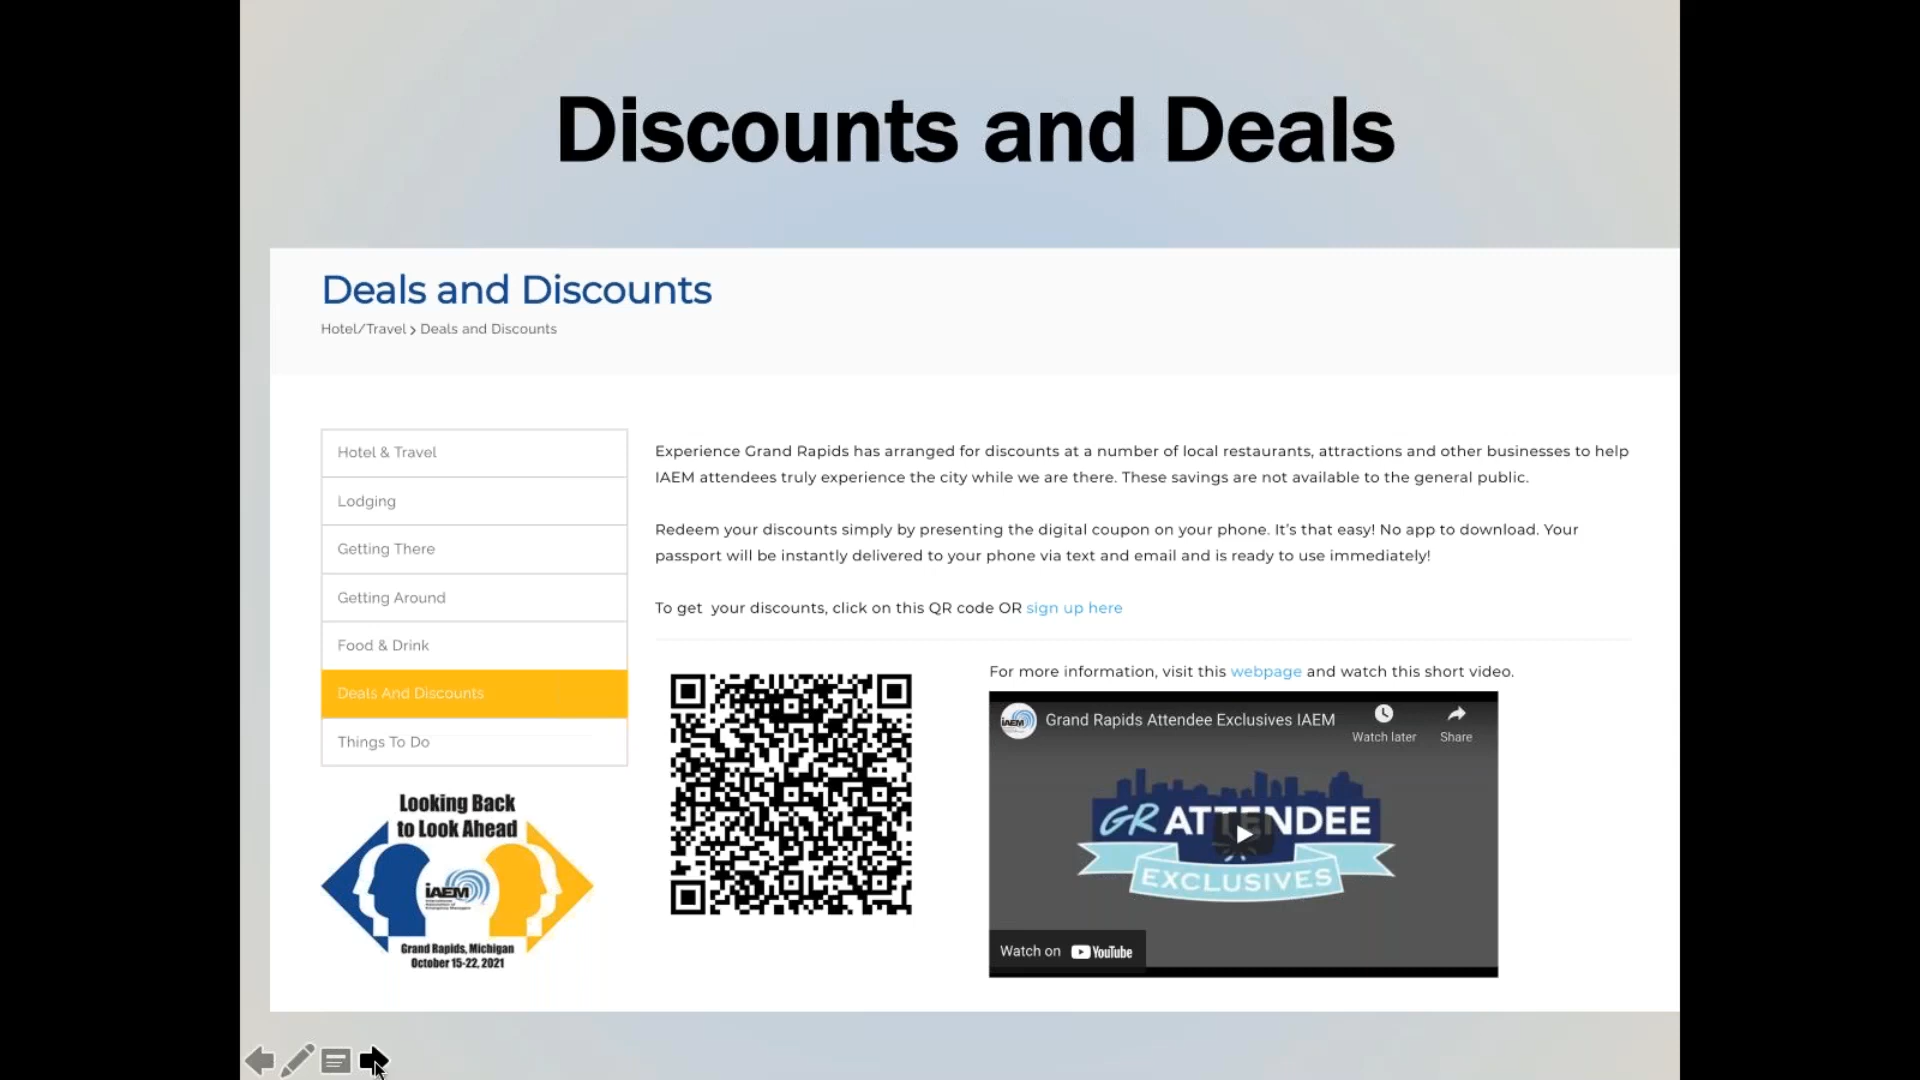 Discounts and Deals
Deals and Discounts
Hotel/Travel > Deals and Discounts
Hotel & Travel
Lodging
Getting There
Getting Around
Food & Drink
Deals And Discounts
Things To Do
Experience Grand Rapids has arranged for discounts at a number of local restaurants, attractions and other businesses to help
IAEM attendees truly experience the city while we are there. These savings are not available to the general public.
Redeem your discounts simply by presenting the digital coupon on your phone. It's that easy! No app to download. Your
passport will be instantly delivered to your phone via text and email and is ready to use immediately!
To get  your discounts, click on this QR code OR sign up here
For more information, visit this webpage and watch this short video.
iAEM
Grand Rapids Attendee Exclusives IAEM
Watch later
Share
GR ATTENDEE
EXCLUSIVES
Watch on YouTube
Looking Back
to Look Ahead
iAEM
International
Association of
Emergency Managers
Grand Rapids, Michigan
October 15-22, 2021